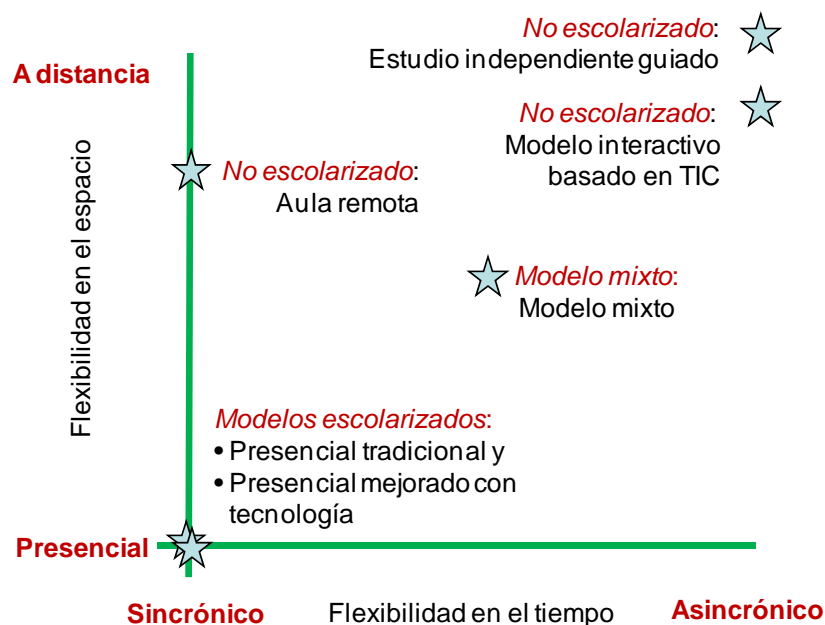 No escolarizado:
Estudio independiente guiado
A distancia
No escolarizado:
Modelo interactivo
basado en TIC
No escolarizado:
Aula remota
Flexibilidad en el espacio
Modelo mixto:
Modelo mixto
Modelos escolarizados:
• Presencial tradicional y
• Presencial mejorado con
tecnología
Presencial
Sincrónico
Flexibilidad en el tiempo
Asincrónico